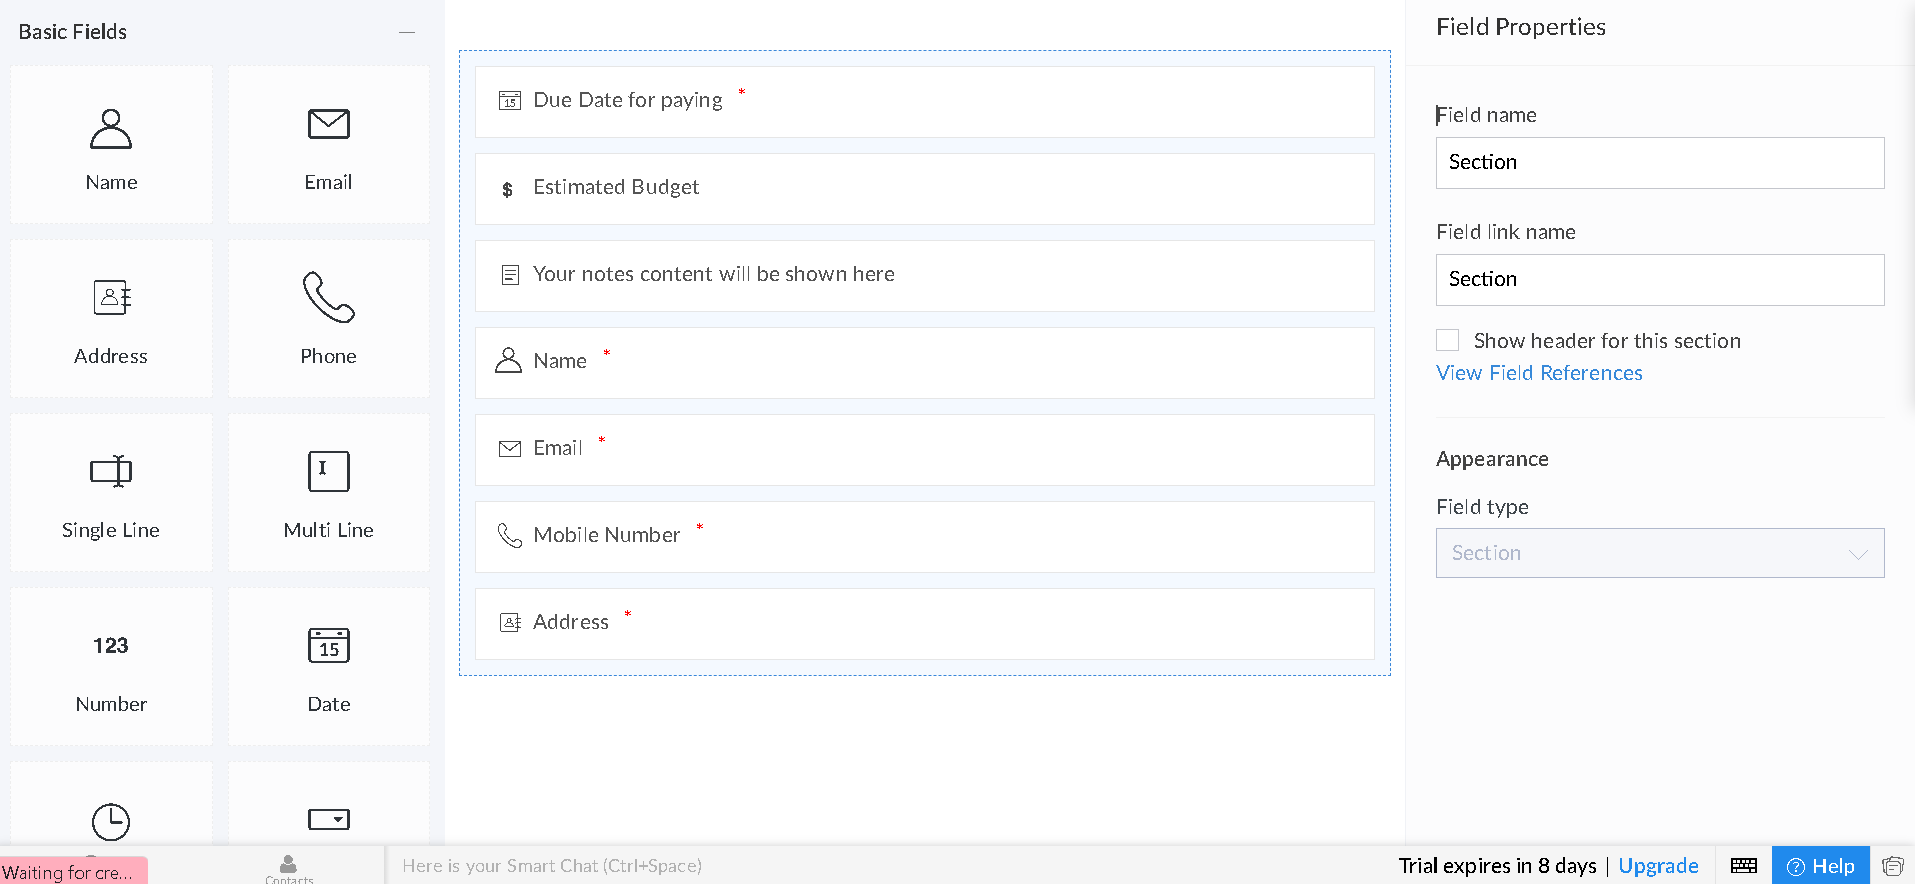 Basic Fields
Name
Email
Address
Phone
Single Line
Multi Line
123
Number
15
Date
15 Due Date for paying *
$ Estimated Budget
Your notes content will be shown here
Name *
Email *
Mobile Number *
Address *
Field Properties
Field name
Section
Field link name
Section
Show header for this section
View Field References
Appearance
Field type
Section
Waiting for cre...
Contacts
Here is your Smart Chat (Ctrl+Space)
Trial expires in 8 days | Upgrade
? Help